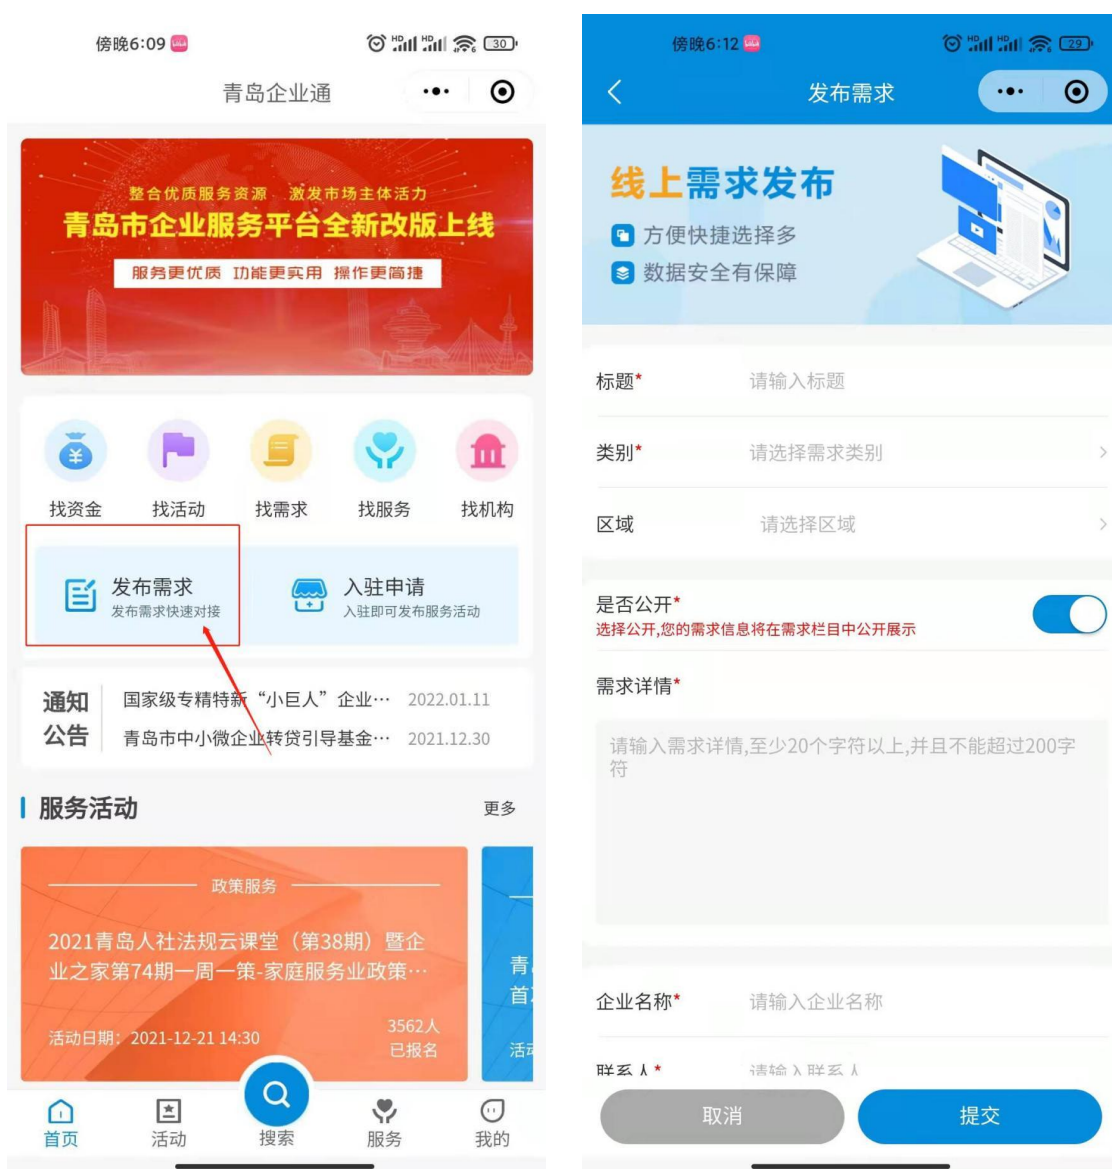 傍晚6:09
30
青岛企业通
整合优质服务资源 激发市场主体活力
青岛市企业服务平台全新改版上线
服务更优质 功能更实用 操作更简捷
找资金
找活动
找需求
找服务
找机构
发布需求
发布需求快速对接
入驻申请
入驻即可发布服务活动
通知
公告
国家级专精特新“小巨人”企业… 2022.01.11
青岛市中小微企业转贷引导基金… 2021.12.30
服务活动
更多
政策服务
2021青岛人社法规云课堂（第38期）暨企
业之家第74期一周一策-家庭服务业政策…
活动日期：2021-12-21 14:30
3562人
已报名
青
首
活
首页
活动
搜索
服务
我的
傍晚6:12
29
发布需求
线上需求发布
方便快捷选择多
数据安全有保障
标题* 请输入标题
类别* 请选择需求类别
区域 请选择区域
是否公开*
选择公开,您的需求信息将在需求栏目中公开展示
需求详情*
请输入需求详情,至少20个字符以上,并且不能超过200字
符
企业名称* 请输入企业名称
联系人* 请输入联系人
取消
提交